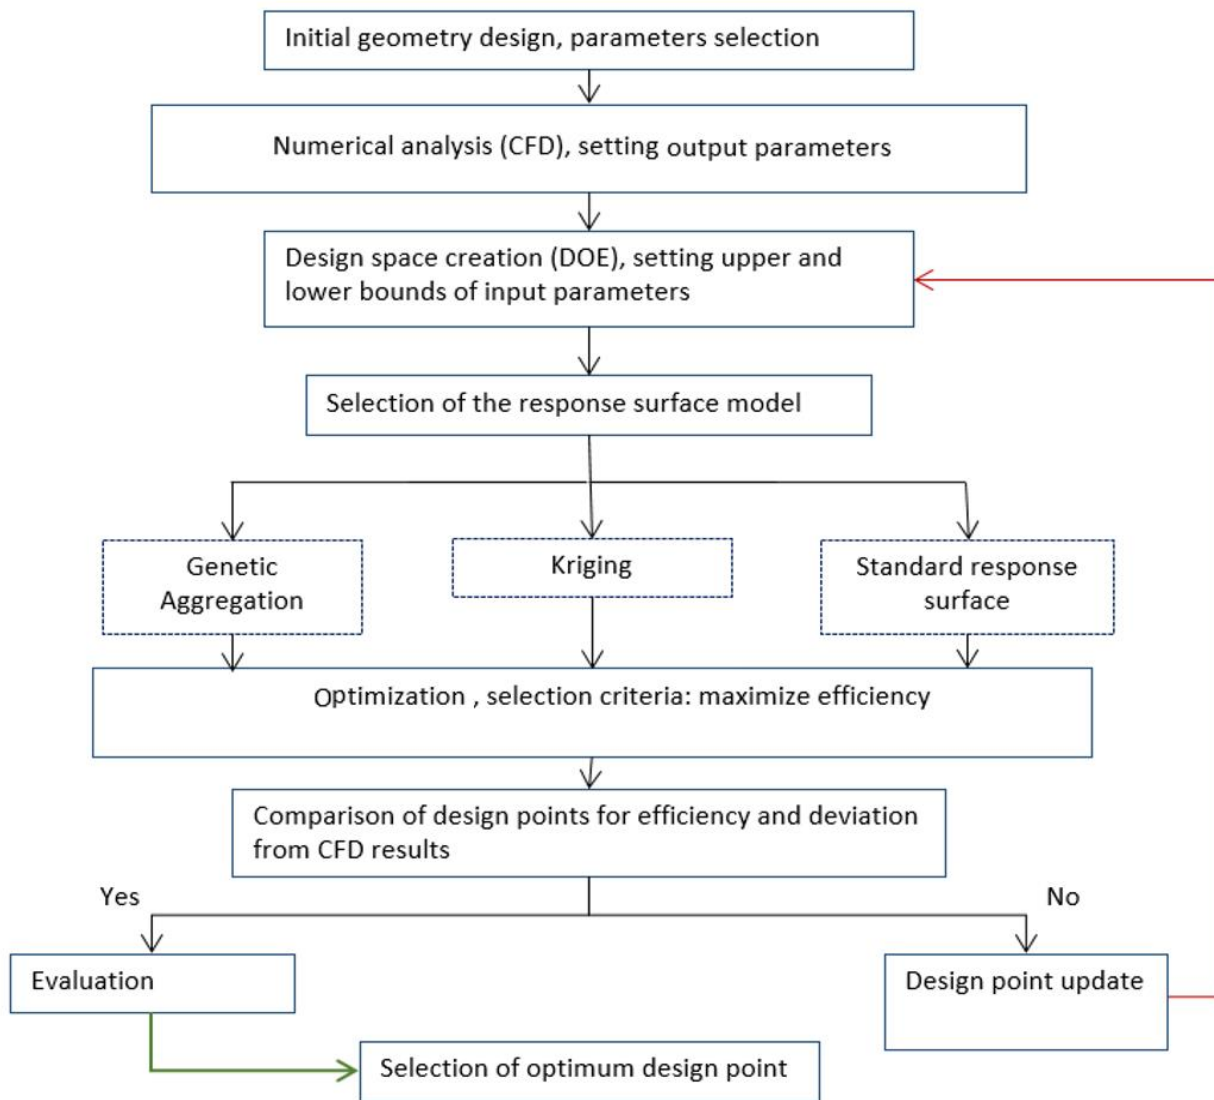 Initial geometry design, parameters selection
Numerical analysis (CFD), setting output parameters
Design space creation (DOE), setting upper and
lower bounds of input parameters
Selection of the response surface model
Genetic
Aggregation
Kriging
Standard response
surface
Optimization , selection criteria: maximize efficiency
Comparison of design points for efficiency and deviation
from CFD results
Yes
No
Evaluation
Design point update
Selection of optimum design point